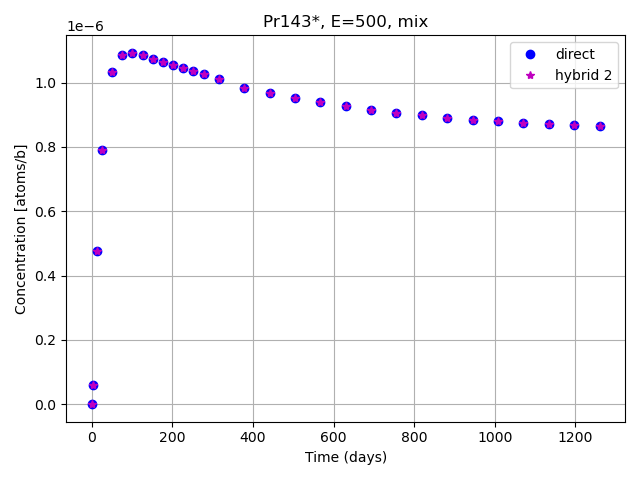 Pr143*, E=500, mix
1e−6
direct
hybrid 2
1.0
0.8
0.6
0.4
0.2
0.0
Concentration [atoms/b]
0 200 400 600 800 1000 1200
Time (days)